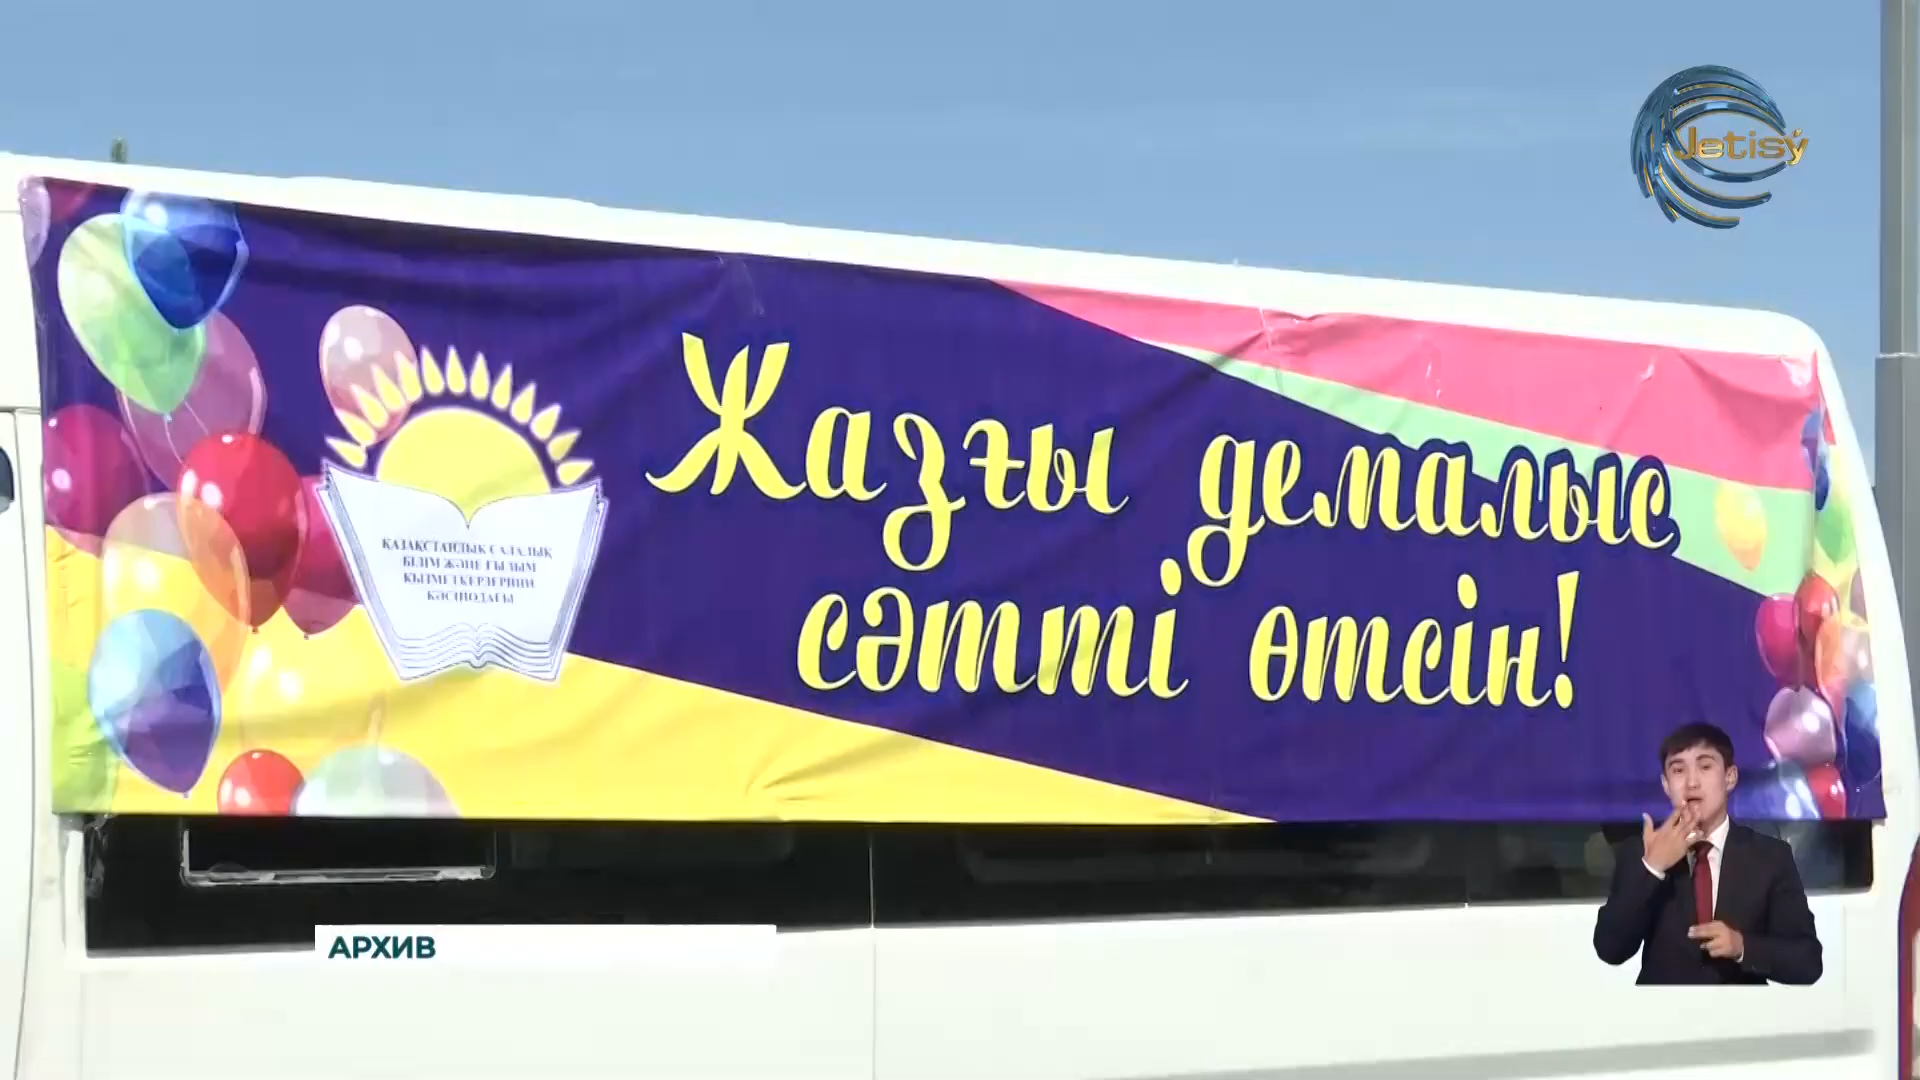 Jetisý
Жазғы демалыс
сәтті өтсін!
ҚАЗАҚСТАНДЫҚ САЛАЛЫҚ
БІЛІМ ЖӘНЕ ҒЫЛЫМ
ҚЫЗМЕТКЕРЛЕРІНІҢ
КӘСІПОДАҒЫ
АРХИВ